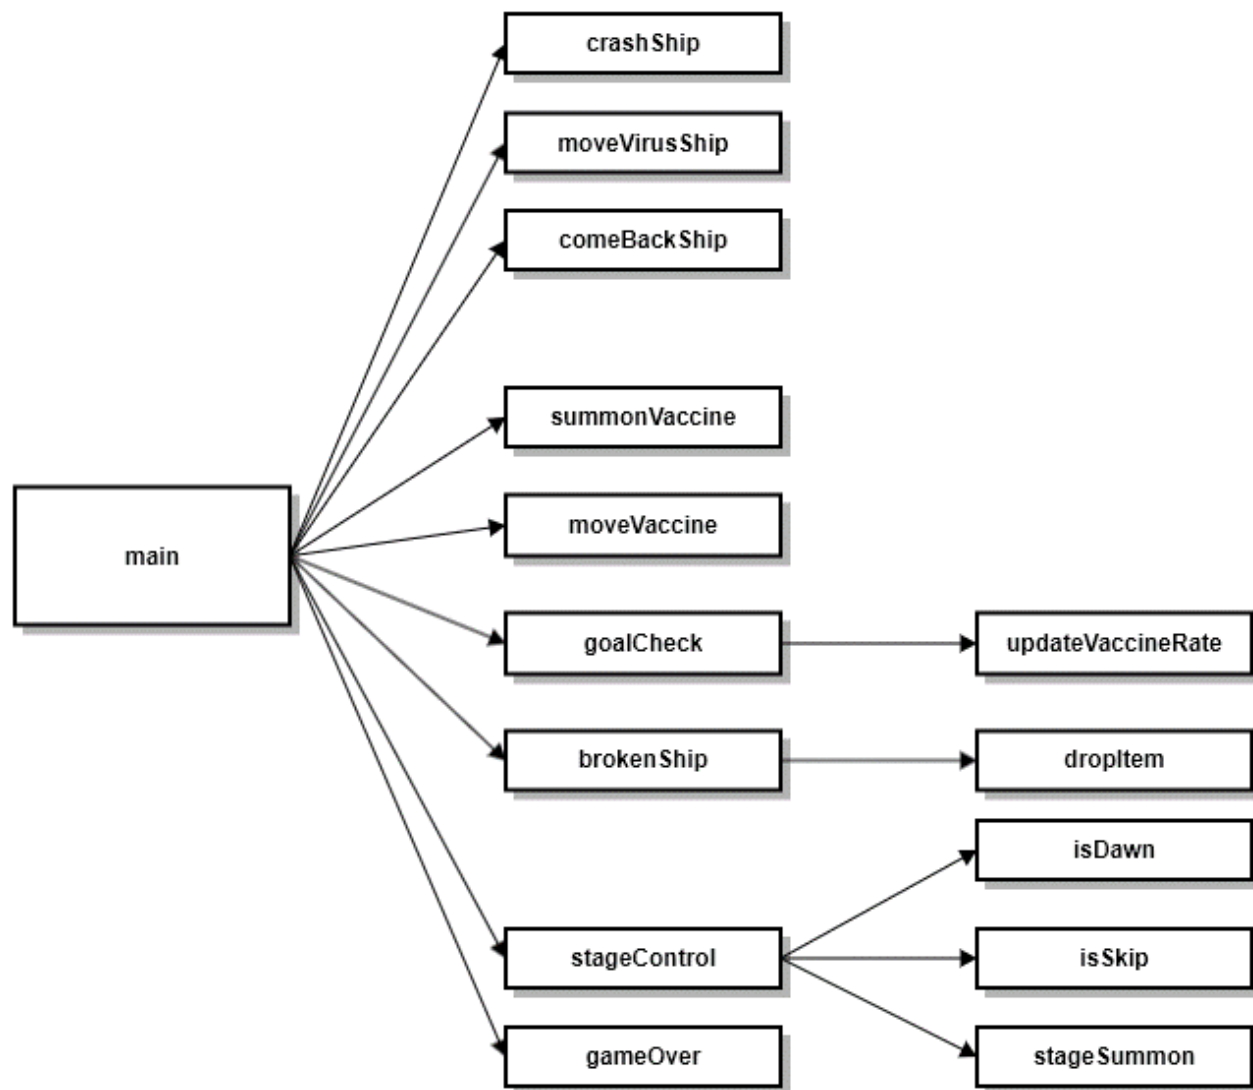 crashShip
moveVirusShip
comeBackShip
summonVaccine
main
moveVaccine
goalCheck
updateVaccineRate
brokenShip
dropItem
isDawn
stageControl
isSkip
gameOver
stageSummon